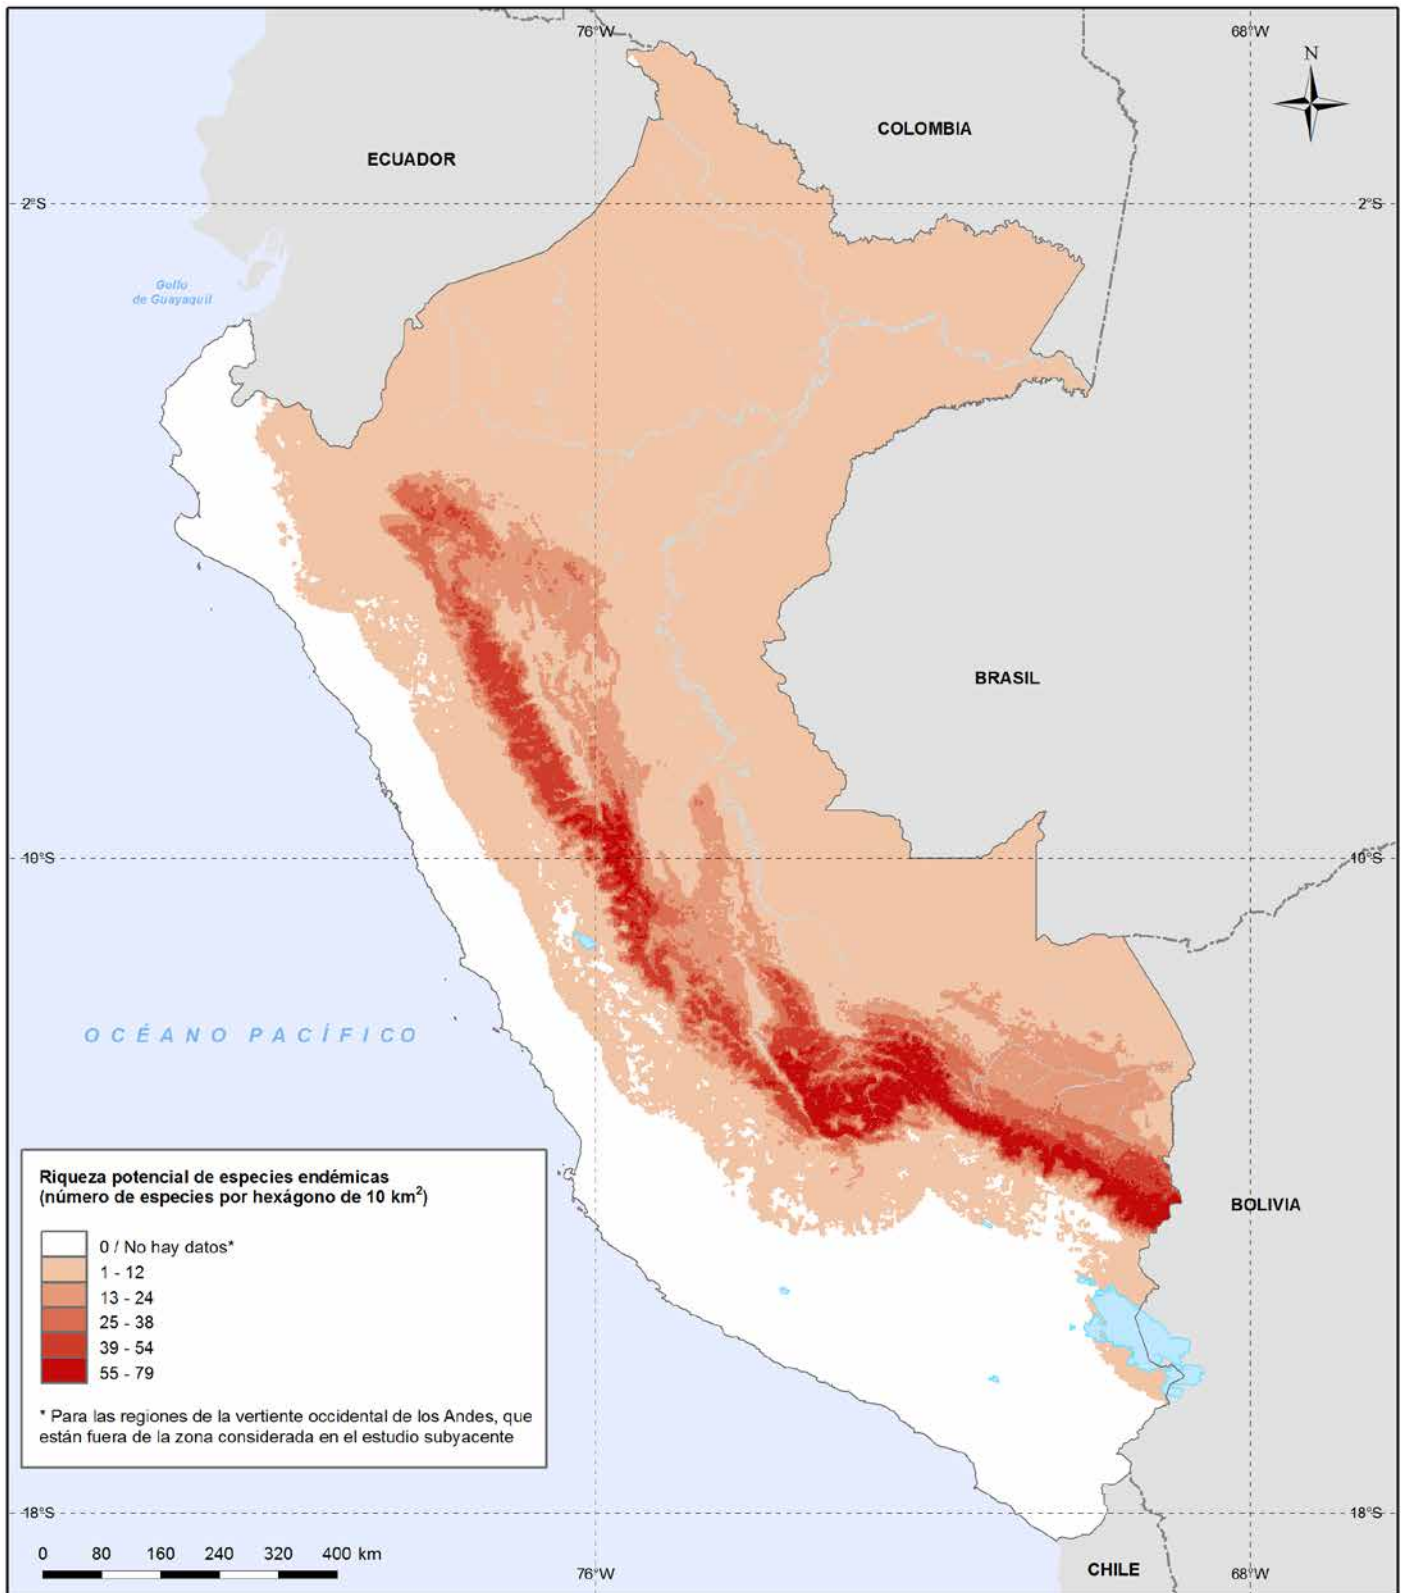 76°W
68°W
N
COLOMBIA
ECUADOR
2°S
2°S
Golfo
de Guayaquil
BRASIL
10°S
10°S
OCÉANO PACÍFICO
Riqueza potencial de especies endémicas
(número de especies por hexágono de 10 km²)
BOLIVIA
0 / No hay datos*
1 - 12
13 - 24
25 - 38
39 - 54
55 - 79
* Para las regiones de la vertiente occidental de los Andes, que
están fuera de la zona considerada en el estudio subyacente
18°S
18°S
0 80 160 240 320 400 km
76°W
CHILE
68°W